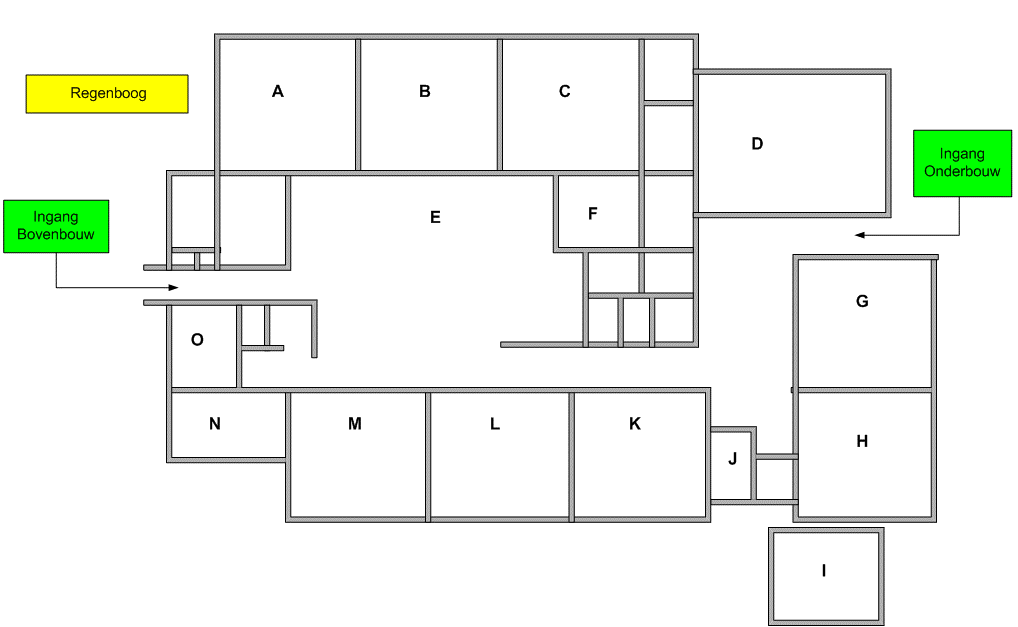 A
B
C
Regenboog
D
Ingang
Onderbouw
Ingang
Bovenbouw
E
F
G
O
N
M
L
K
H
J
I